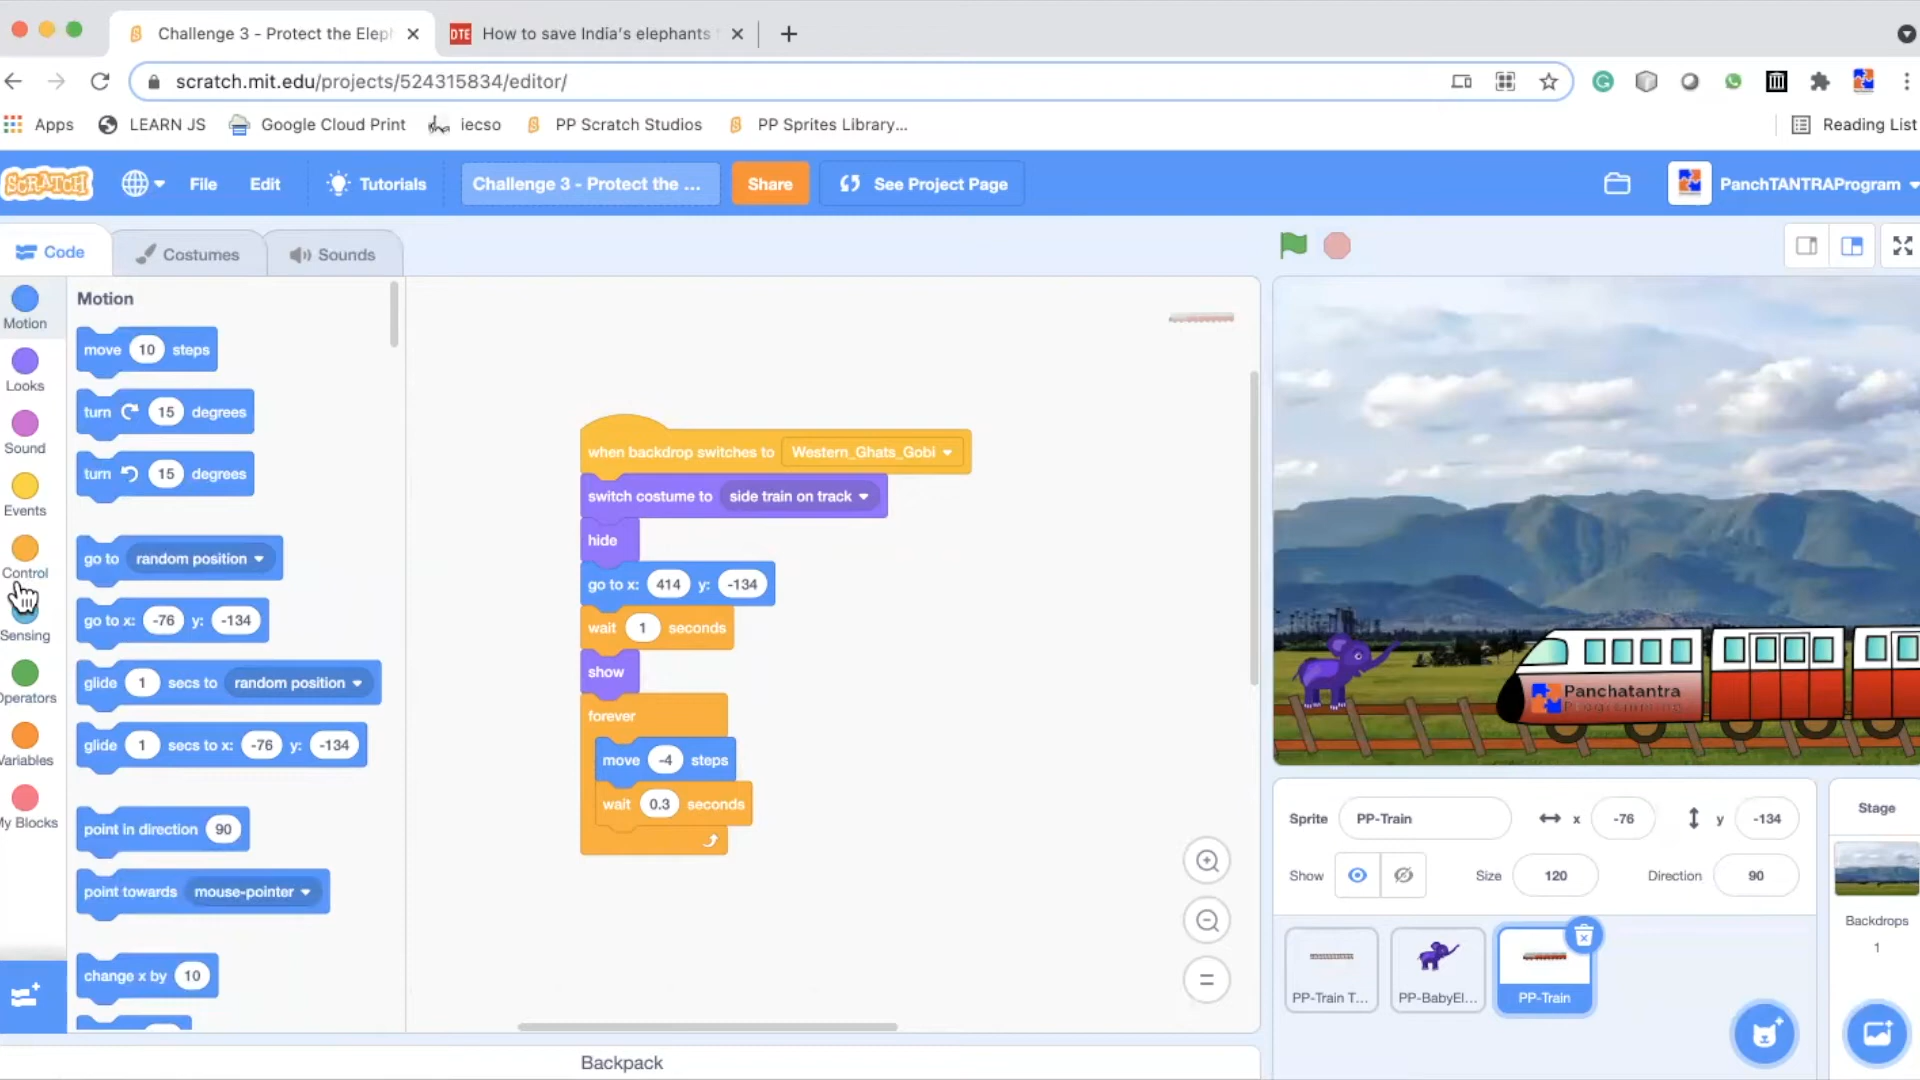 Challenge 3 - Protect the Elep
DTE How to save India's elephants
scratch.mit.edu/projects/524315834/editor/
Apps LEARN JS Google Cloud Print iecso PP Scratch Studios PP Sprites Library... Reading List
SCRATCH File Edit Tutorials Challenge 3 - Protect the ... Share See Project Page PanchTANTRAProgram
Code Costumes Sounds
Motion
Looks
Sound
Events
Control
Sensing
Operators
Variables
My Blocks
Motion
move 10 steps
turn 15 degrees
turn 15 degrees
go to random position
go to x: -76 y: -134
glide 1 secs to random position
glide 1 secs to x: -76 y: -134
point in direction 90
point towards mouse-pointer
change x by 10
when backdrop switches to Western_Ghats_Gobi
switch costume to side train on track
hide
go to x: 414 y: -134
wait 1 seconds
show
forever
move -4 steps
wait 0.3 seconds
Panchatantra
Sprite PP-Train x -76 y -134
Show Size 120 Direction 90
PP-Train T... PP-BabyEl... PP-Train
Stage
Backdrops
1
Backpack